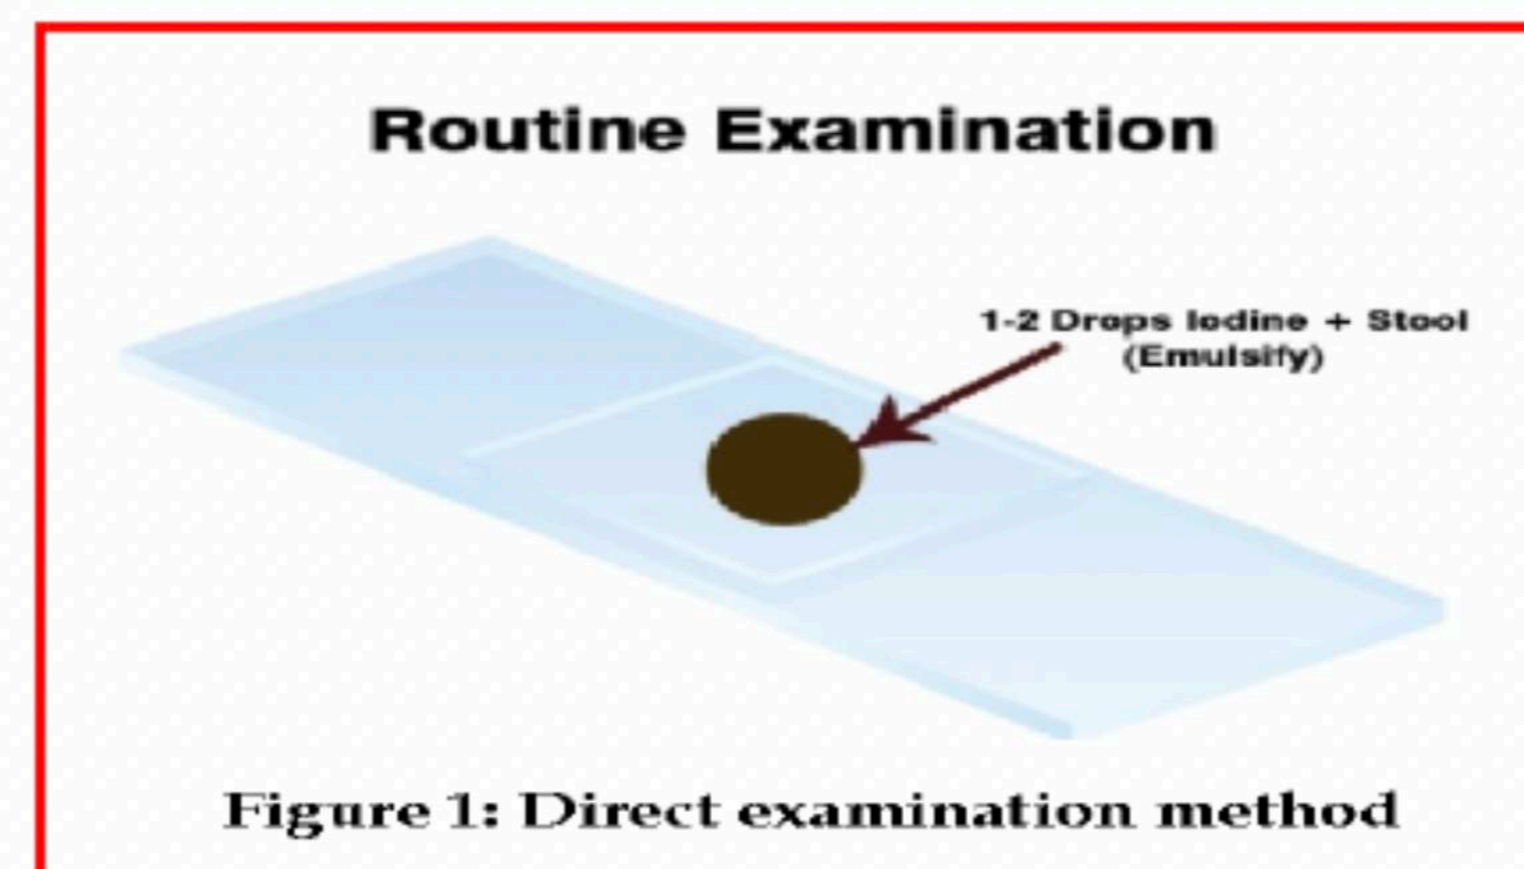 Routine Examination
1-2 Drops Iodine + Stool
(Emulsify)
Figure 1: Direct examination method